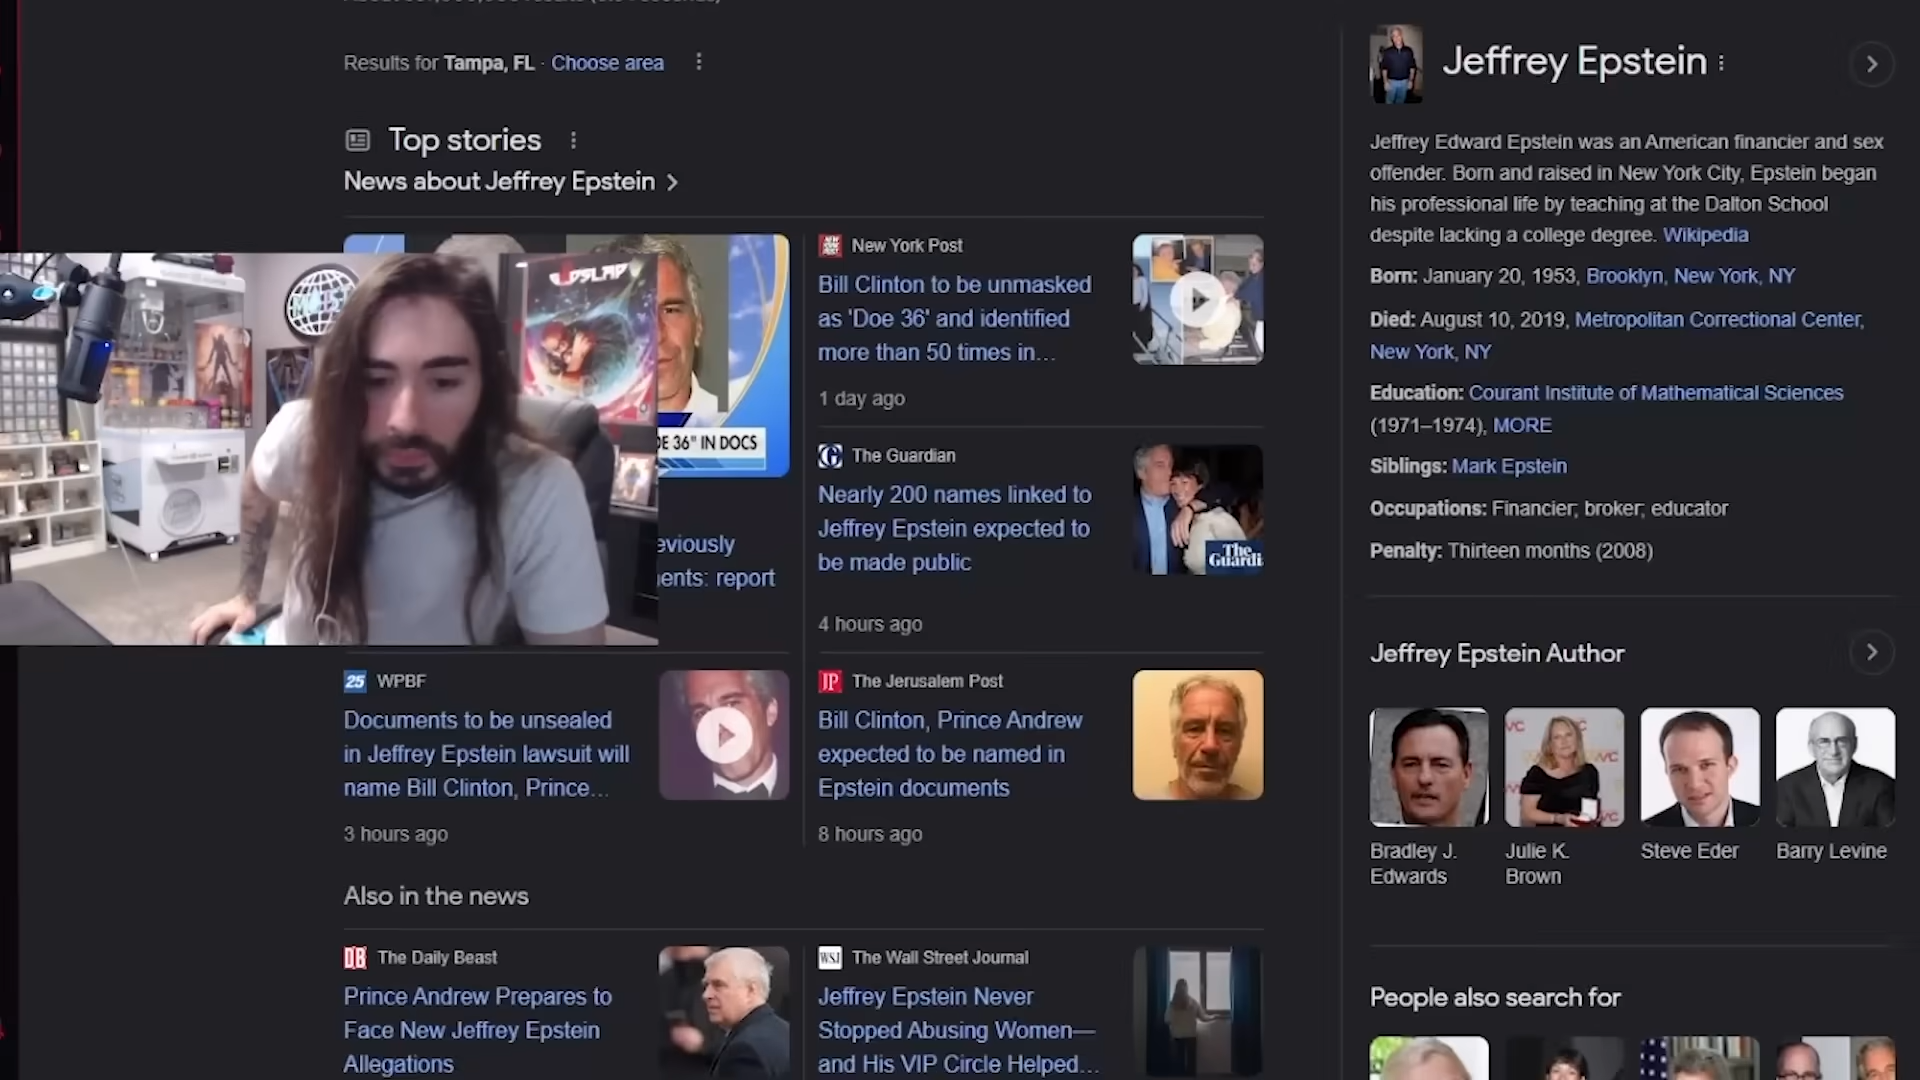 Results for Tampa, FL · Choose area
Top stories
News about Jeffrey Epstein
UPSLAP
DOE 36" IN DOCS
eviously
ents: report
New York Post
Bill Clinton to be unmasked
as 'Doe 36' and identified
more than 50 times in...
1 day ago
The Guardian
Nearly 200 names linked to
Jeffrey Epstein expected to
be made public
The
Guardi
4 hours ago
25 WPBF
Documents to be unsealed
in Jeffrey Epstein lawsuit will
name Bill Clinton, Prince...
3 hours ago
JP The Jerusalem Post
Bill Clinton, Prince Andrew
expected to be named in
Epstein documents
8 hours ago
Also in the news
DB The Daily Beast
Prince Andrew Prepares to
Face New Jeffrey Epstein
Allegations
WSJ The Wall Street Journal
Jeffrey Epstein Never
Stopped Abusing Women—
and His VIP Circle Helped...
Jeffrey Epstein
Jeffrey Edward Epstein was an American financier and sex
offender. Born and raised in New York City, Epstein began
his professional life by teaching at the Dalton School
despite lacking a college degree. Wikipedia
Born: January 20, 1953, Brooklyn, New York, NY
Died: August 10, 2019, Metropolitan Correctional Center,
New York, NY
Education: Courant Institute of Mathematical Sciences
(1971–1974), MORE
Siblings: Mark Epstein
Occupations: Financier; broker; educator
Penalty: Thirteen months (2008)
Jeffrey Epstein Author
Bradley J.
Edwards
Julie K.
Brown
Steve Eder
Barry Levine
People also search for